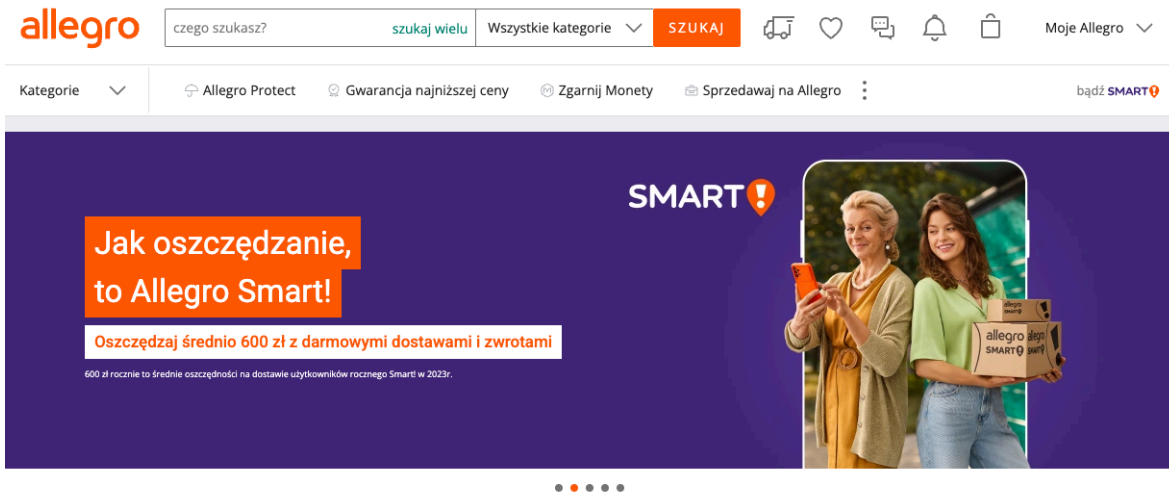 allegro
czego szukasz?
szukaj wielu
Wszystkie kategorie
SZUKAJ
Moje Allegro
Kategorie
Allegro Protect
Gwarancja najniższej ceny
Zgarnij Monety
Sprzedawaj na Allegro
bądź SMART!
SMART!
Jak oszczędzanie,
to Allegro Smart!
Oszczędzaj średnio 600 zł z darmowymi dostawami i zwrotami
600 zł rocznie to średnie oszczędności na dostawie użytkowników rocznego Smart! w 2023r.
allegro
SMART!
allegro
SMART!
allegro
SMART!